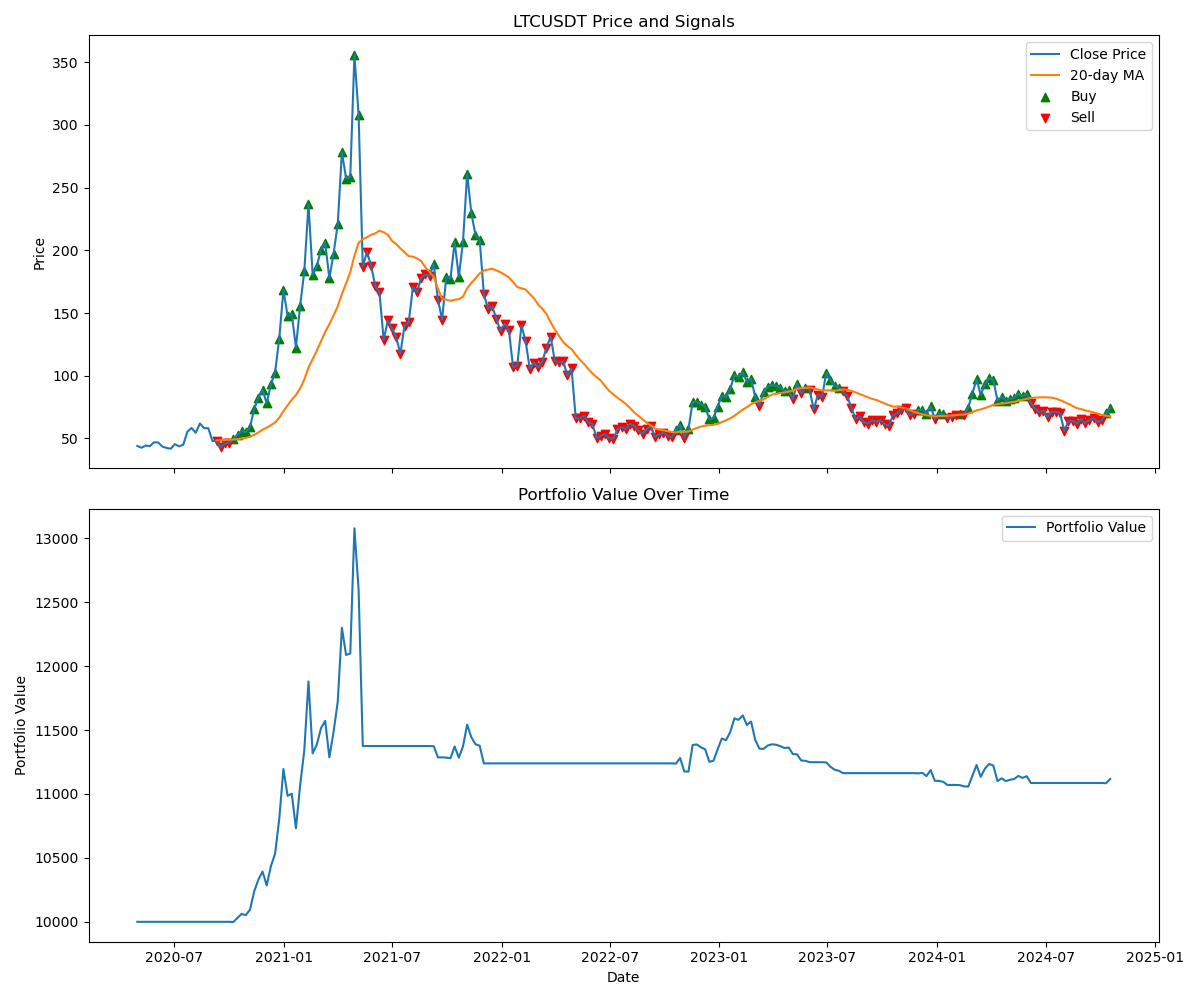 LTCUSDT Price and Signals
Price
350
300
250
200
150
100
50
Close Price
20-day MA
Buy
Sell
Portfolio Value Over Time
Portfolio Value
13000
12500
12000
11500
11000
10500
10000
Portfolio Value
2020-07
2021-01
2021-07
2022-01
2022-07
2023-01
2023-07
2024-01
2024-07
2025-01
Date